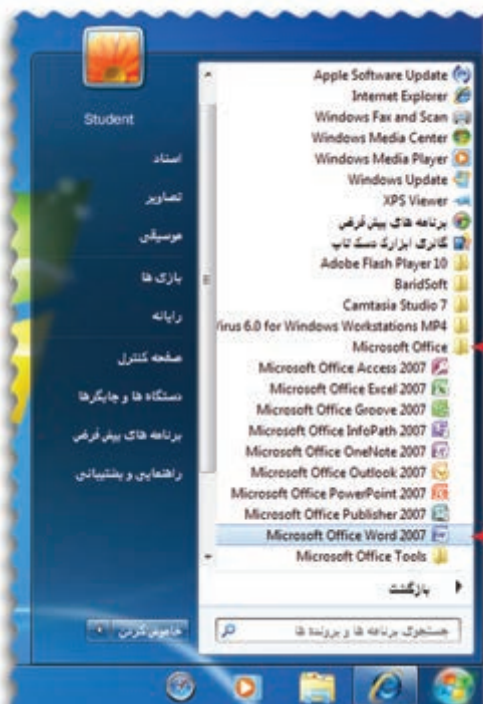 Apple Software Update
Internet Explorer
Windows Fax and Scan
Windows Media Center
Windows Media Player
Windows Update
XPS Viewer
برنامه های پیش فرض
گالری ابزارک دسک تاپ
Adobe Flash Player 10
BaridSoft
Camtasia Studio 7
Virus 6.0 for Windows Workstations MP4
Microsoft Office
Microsoft Office Access 2007
Microsoft Office Excel 2007
Microsoft Office Groove 2007
Microsoft Office InfoPath 2007
Microsoft Office OneNote 2007
Microsoft Office Outlook 2007
Microsoft Office PowerPoint 2007
Microsoft Office Publisher 2007
Microsoft Office Word 2007
Microsoft Office Tools
بازگشت
جستجوی برنامه ها و پرونده ها
Student
اسناد
تصاویر
موسیقی
بازی ها
رایانه
صفحه کنترل
دستگاه ها و چاپگرها
برنامه های پیش فرض
راهنمایی و پشتیبانی
خاموش کردن